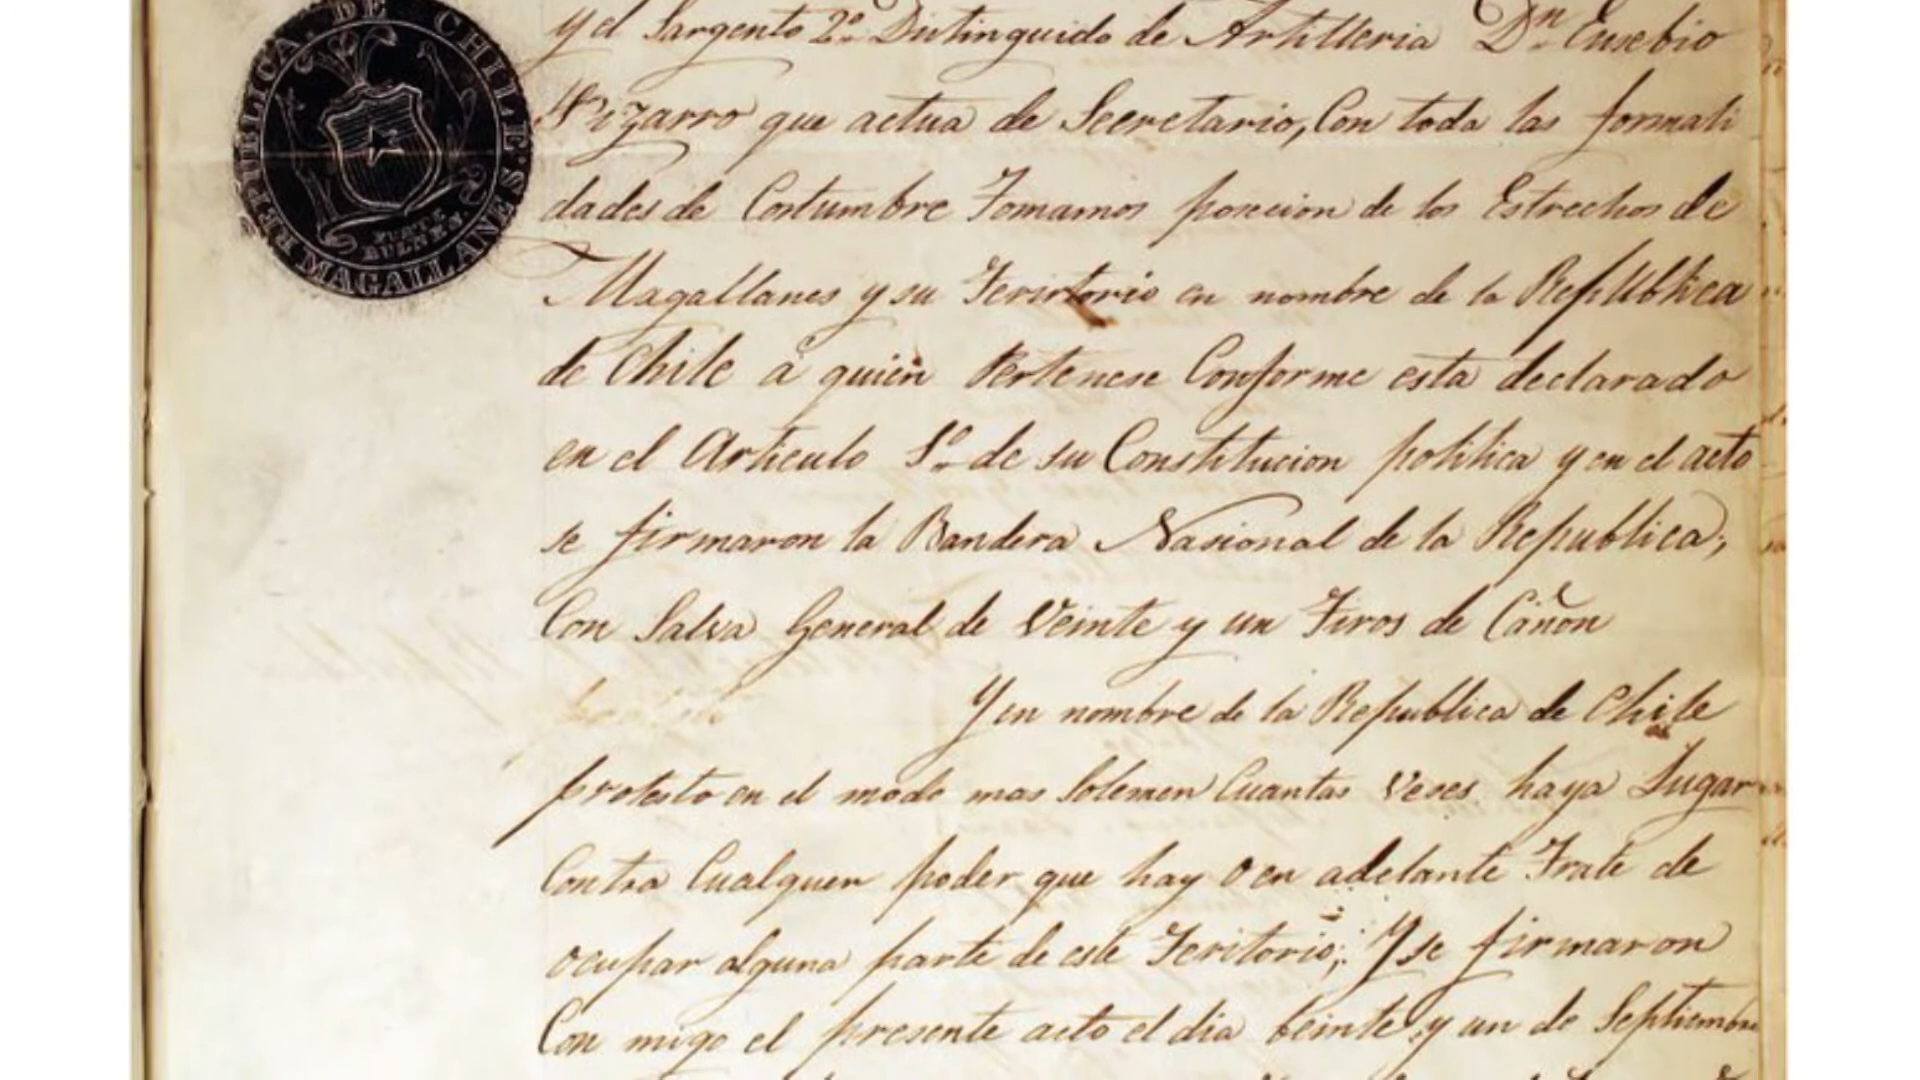 REPUBLICA. DE CHILE. SNE. MAGALLANES
FUERTE
BULNES.
y el Sargento 2º Distinguido de Artilleria Dn Eusebio
Pizarro que actua de Secretario, Con toda las formali
dades de Costumbre Tomamos posecion de los Estrechos de
Magallanes y su Teritorio en nombre de la Republica
de Chile á quien Pertenese Conforme esta declarado
en el Articulo 1º de su Constitucion politica y en el acto
se firmaron la Bandera Nasional de la Republica;
Con Salva General de Veinte y un Tiros de Cañon
Y en nombre de la Republica de Chile
protesto en el modo mas Solemen Cuantas Veses haya Lugar
Contra Cualquer poder que hay O en adelante Trate de
ocupar alguna parte de este Teritorio; Y se firmaron
Con migo el presente acto el dia beinte y un de Septiembre